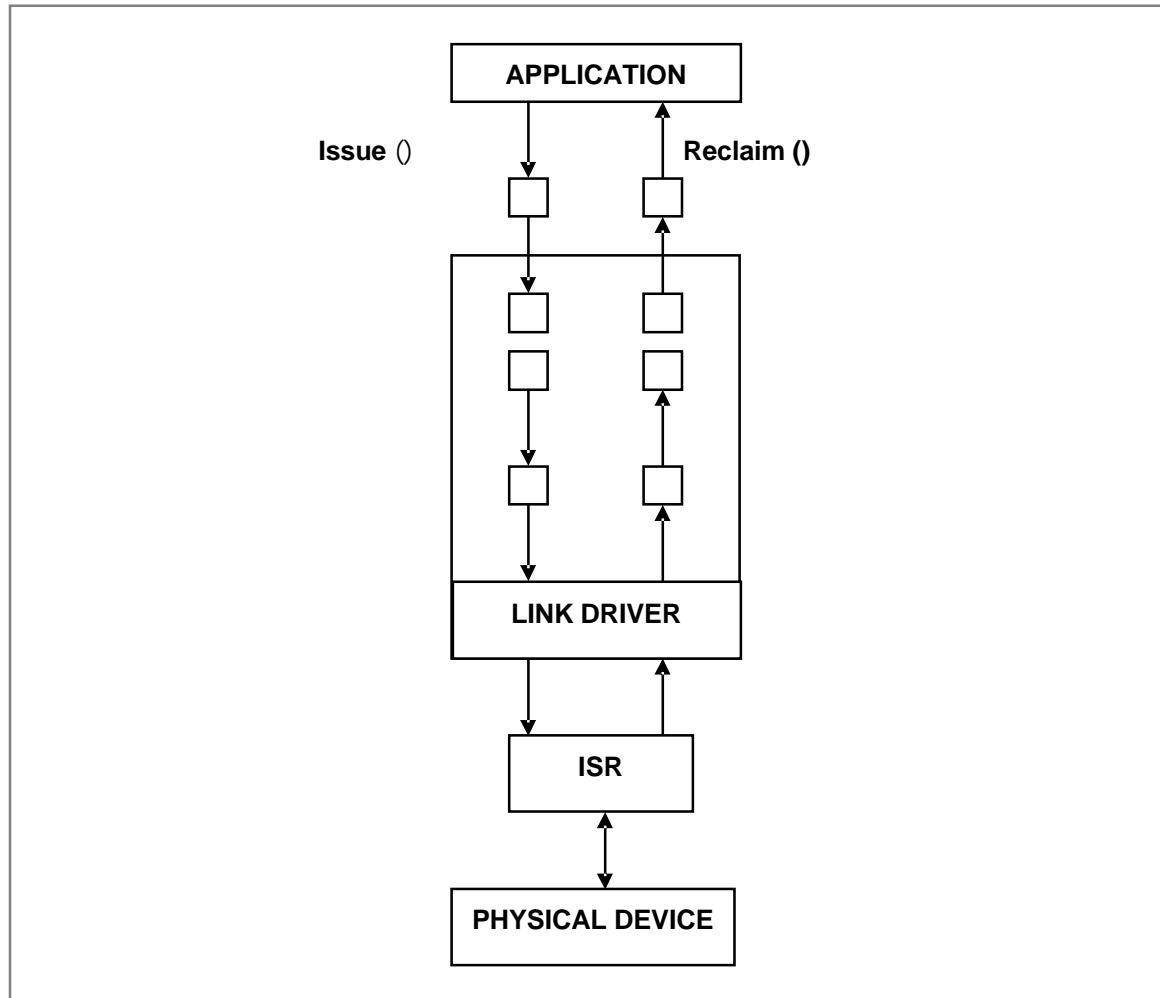 APPLICATION
Issue () Reclaim ()
LINK DRIVER
ISR
PHYSICAL DEVICE